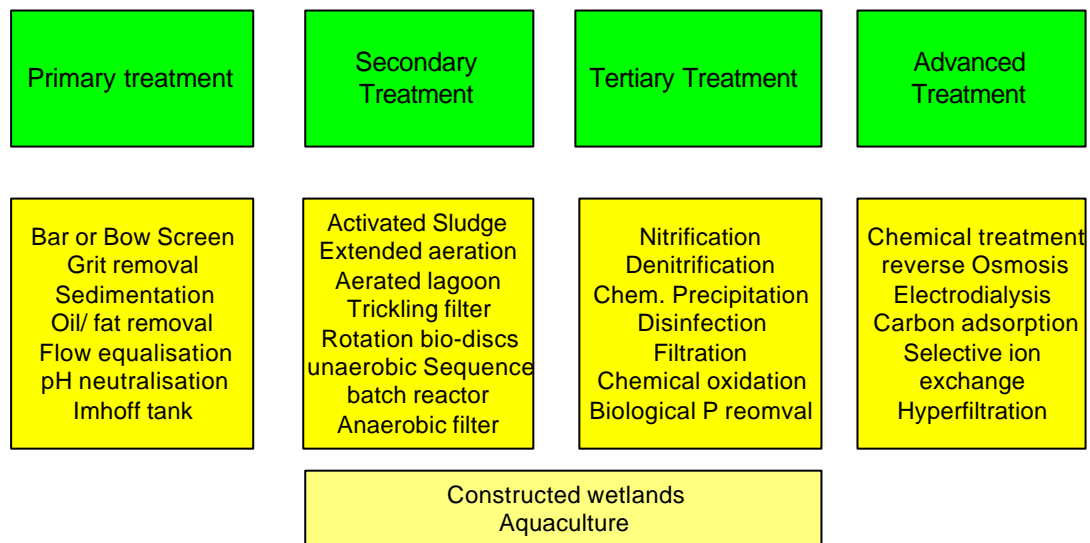 Primary treatment
Secondary
Treatment
Tertiary Treatment
Advanced
Treatment
Bar or Bow Screen
Grit removal
Sedimentation
Oil/ fat removal
Flow equalisation
pH neutralisation
Imhoff tank
Activated Sludge
Extended aeration
Aerated lagoon
Trickling filter
Rotation bio-discs
unaerobic Sequence
batch reactor
Anaerobic filter
Nitrification
Denitrification
Chem. Precipitation
Disinfection
Filtration
Chemical oxidation
Biological P reomval
Chemical treatment
reverse Osmosis
Electrodialysis
Carbon adsorption
Selective ion
exchange
Hyperfiltration
Constructed wetlands
Aquaculture